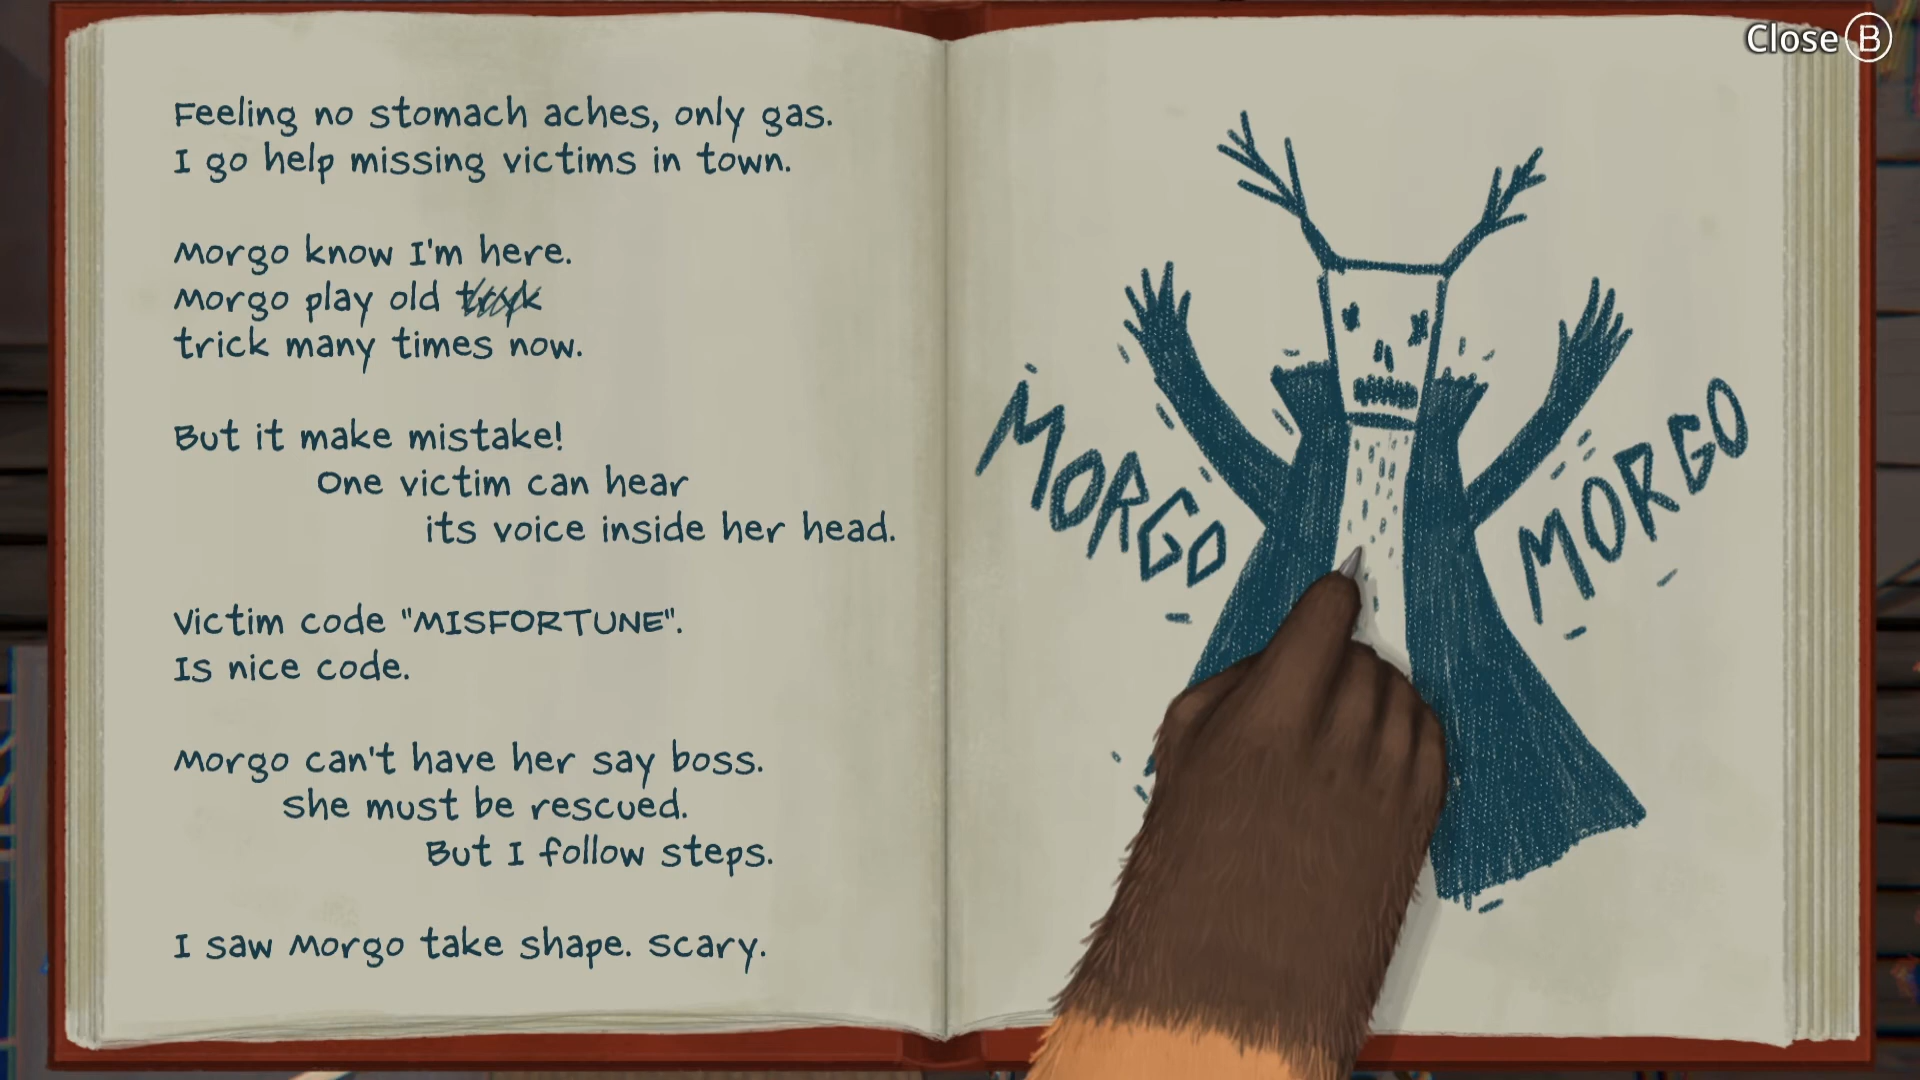 Close B
Feeling no stomach aches, only gas.
I go help missing victims in town.
Morgo know I'm here.
Morgo play old
trick many times now.
But it make mistake!
One victim can hear
its voice inside her head.
Victim code "MISFORTUNE".
Is nice code.
Morgo can't have her say boss.
She must be rescued.
But I follow steps.
I saw Morgo take shape. Scary.
MORGO
MORGO